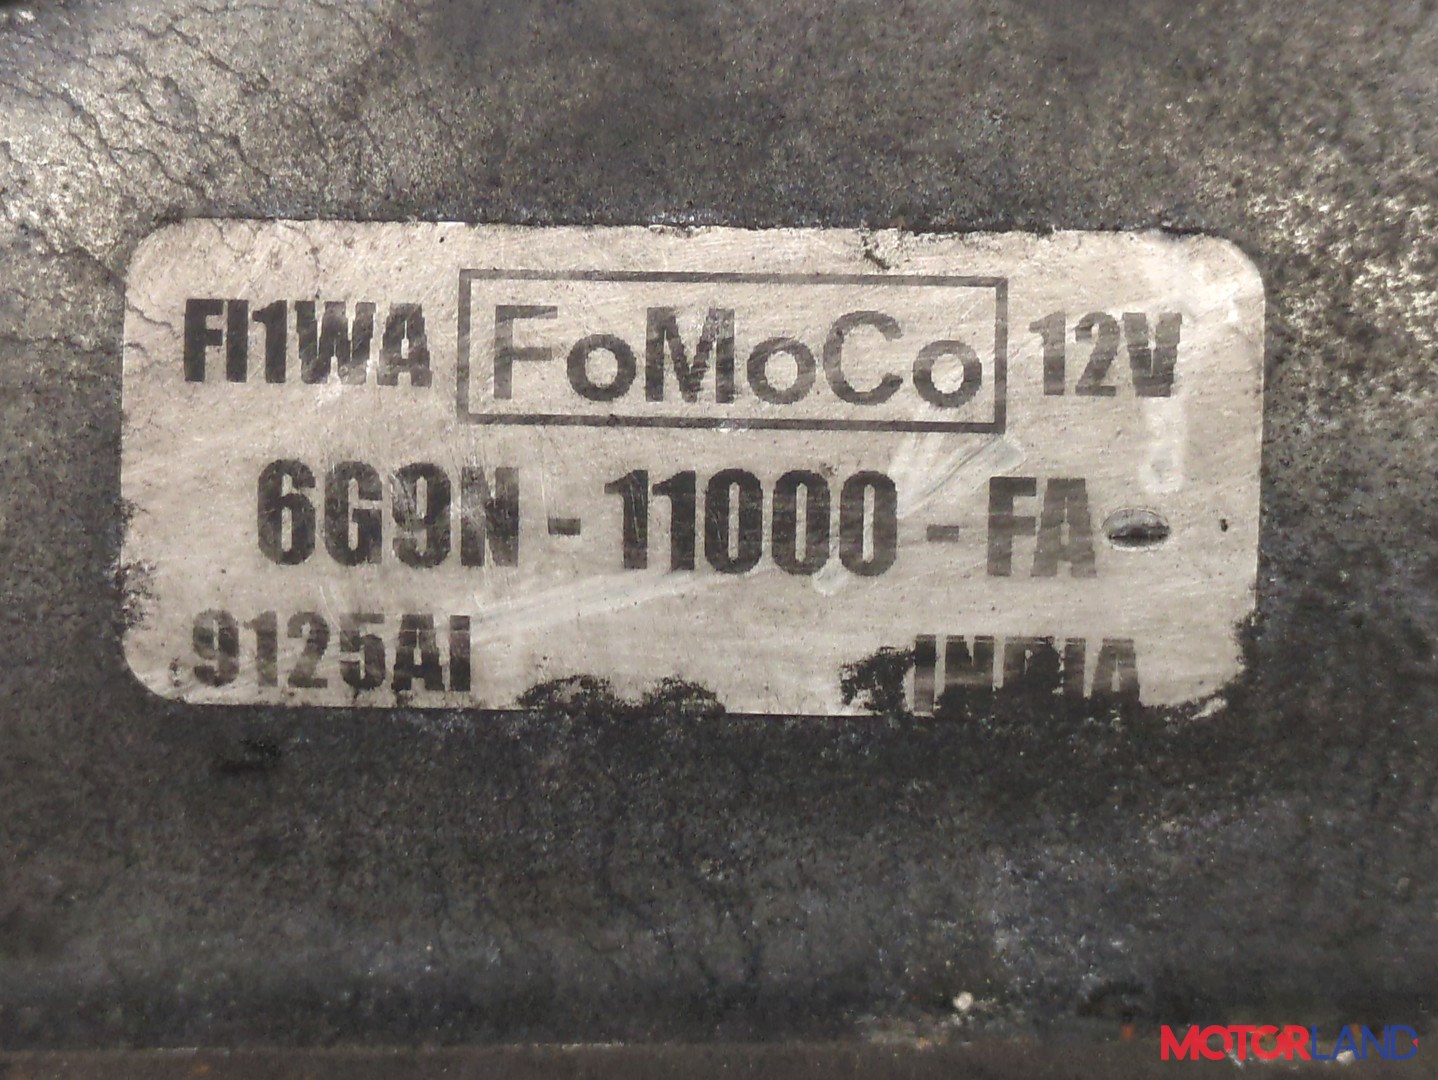 FI1WA FoMoCo 12V
6G9N - 11000 - FA
9125AI INDIA
MOTORLAND